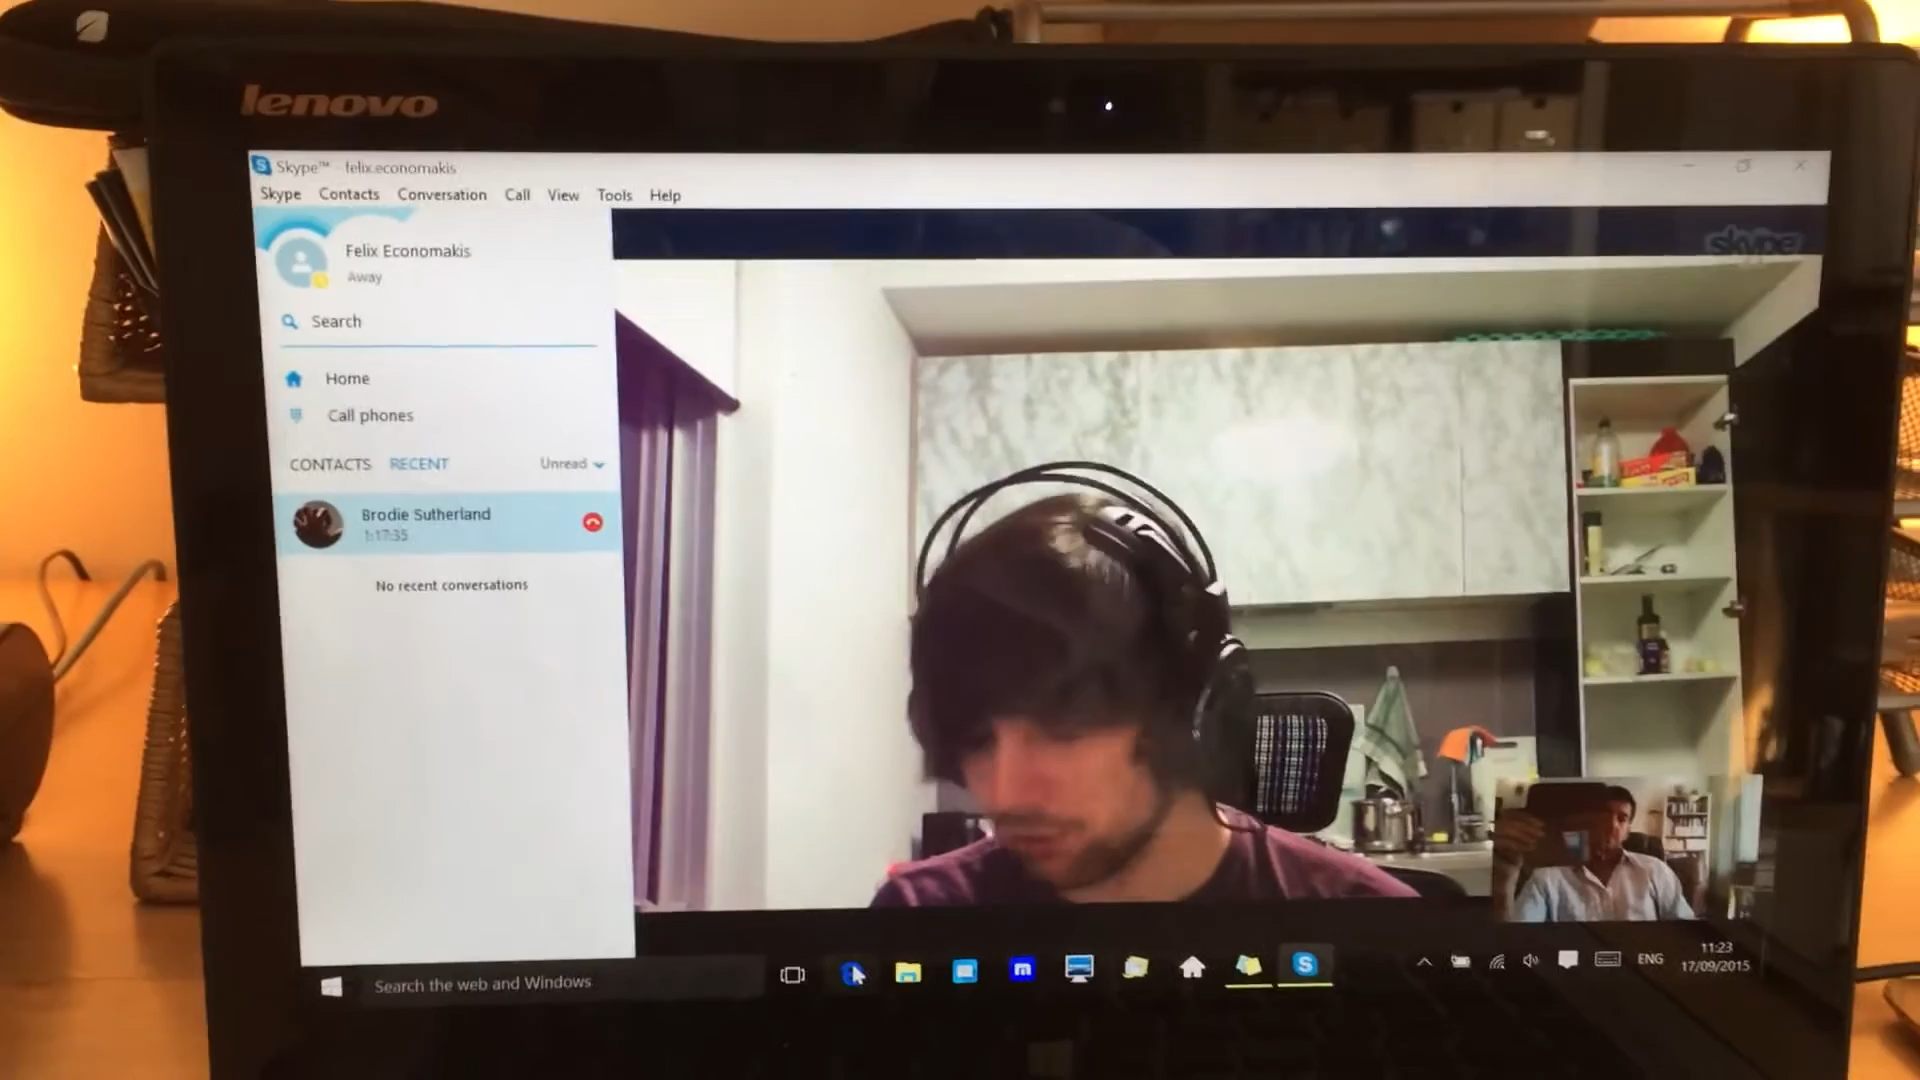 lenovo
Skype™ - felix.economakis
Skype Contacts Conversation Call View Tools Help
skype
Felix Economakis
Away
Search
Home
Call phones
CONTACTS RECENT Unread
Brodie Sutherland
1:17:35
No recent conversations
Search the web and Windows
ENG
11:23
17/09/2015